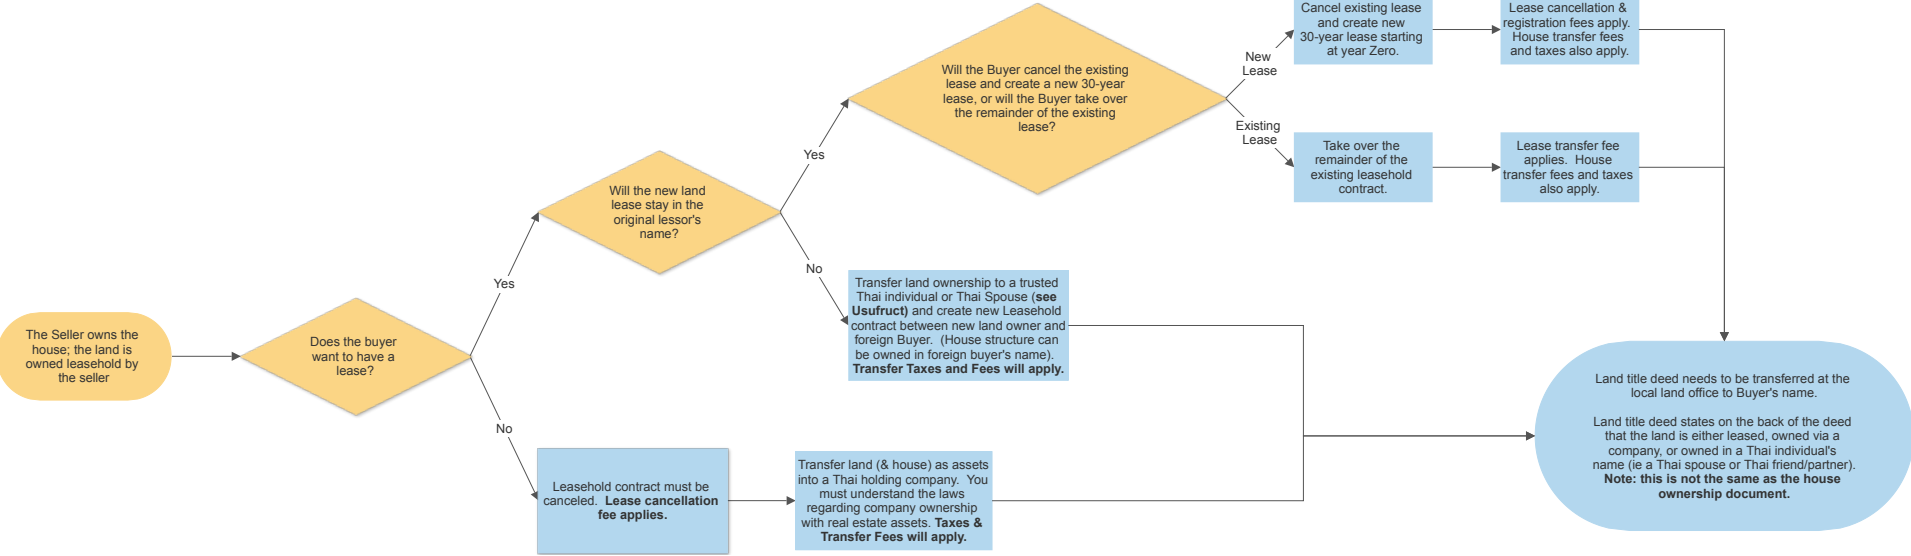 The Seller owns the
house; the land is
owned leasehold by
the seller
Does the buyer
want to have a
lease?
Yes
No
Will the new land
lease stay in the
original lessor's
name?
Yes
No
Will the Buyer cancel the existing
lease and create a new 30-year
lease, or will the Buyer take over
the remainder of the existing
lease?
New
Lease
Existing
Lease
Cancel existing lease
and create new
30-year lease starting
at year Zero.
Lease cancellation &
registration fees apply.
House transfer fees
and taxes also apply.
Take over the
remainder of the
existing leasehold
contract.
Lease transfer fee
applies.  House
transfer fees and taxes
also apply.
Transfer land ownership to a trusted
Thai individual or Thai Spouse (see
Usufruct) and create new Leasehold
contract between new land owner and
foreign Buyer.  (House structure can
be owned in foreign buyer's name).
Transfer Taxes and Fees will apply.
Leasehold contract must be
canceled.  Lease cancellation
fee applies.
Transfer land (& house) as assets
into a Thai holding company.  You
must understand the laws
regarding company ownership
with real estate assets. Taxes &
Transfer Fees will apply.
Land title deed needs to be transferred at the
local land office to Buyer's name.
Land title deed states on the back of the deed
that the land is either leased, owned via a
company, or owned in a Thai individual's
name (ie a Thai spouse or Thai friend/partner).
Note: this is not the same as the house
ownership document.